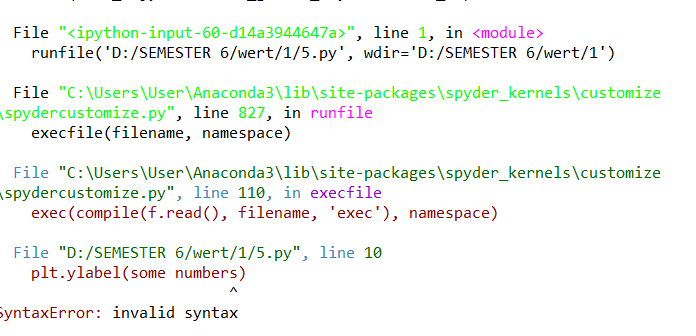 File "<ipython-input-60-d14a3944647a>", line 1, in <module>
runfile('D:/SEMESTER 6/wert/1/5.py', wdir='D:/SEMESTER 6/wert/1')
File "C:\Users\User\Anaconda3\lib\site-packages\spyder_kernels\customize
\spydercustomize.py", line 827, in runfile
execfile(filename, namespace)
File "C:\Users\User\Anaconda3\lib\site-packages\spyder_kernels\customize
\spydercustomize.py", line 110, in execfile
exec(compile(f.read(), filename, 'exec'), namespace)
File "D:/SEMESTER 6/wert/1/5.py", line 10
plt.ylabel(some numbers)
^
SyntaxError: invalid syntax